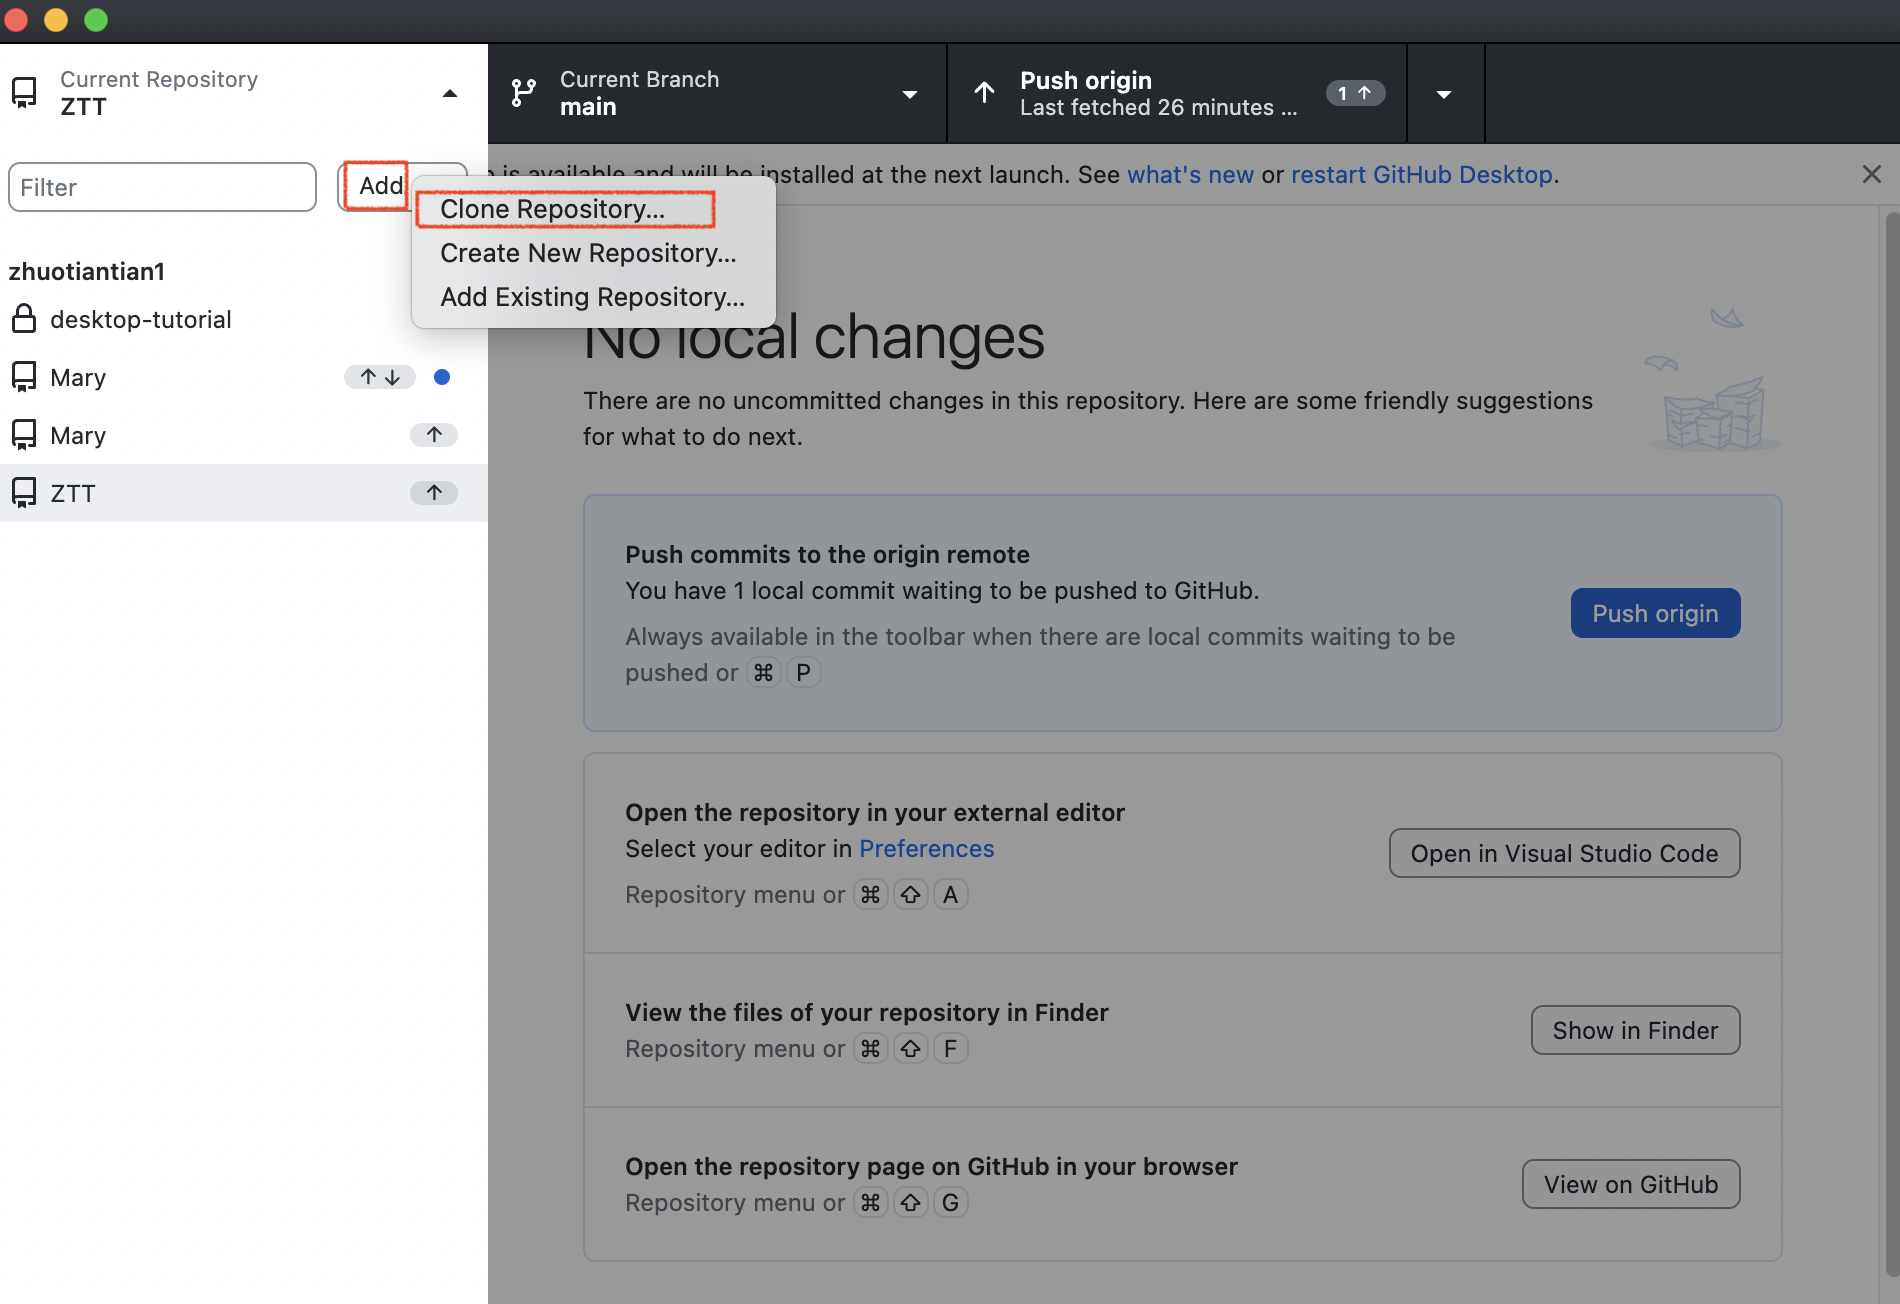 Current Repository
ZTT
Current Branch
main
Push origin
Last fetched 26 minutes ...
1
Filter
Add
is available and will be installed at the next launch. See what's new or restart GitHub Desktop.
Clone Repository...
Create New Repository...
Add Existing Repository...
zhuotiantian1
desktop-tutorial
Mary
Mary
ZTT
No local changes
There are no uncommitted changes in this repository. Here are some friendly suggestions
for what to do next.
Push commits to the origin remote
You have 1 local commit waiting to be pushed to GitHub.
Always available in the toolbar when there are local commits waiting to be
pushed or ⌘ P
Push origin
Open the repository in your external editor
Select your editor in Preferences
Repository menu or ⌘ ⇧ A
Open in Visual Studio Code
View the files of your repository in Finder
Repository menu or ⌘ ⇧ F
Show in Finder
Open the repository page on GitHub in your browser
Repository menu or ⌘ ⇧ G
View on GitHub